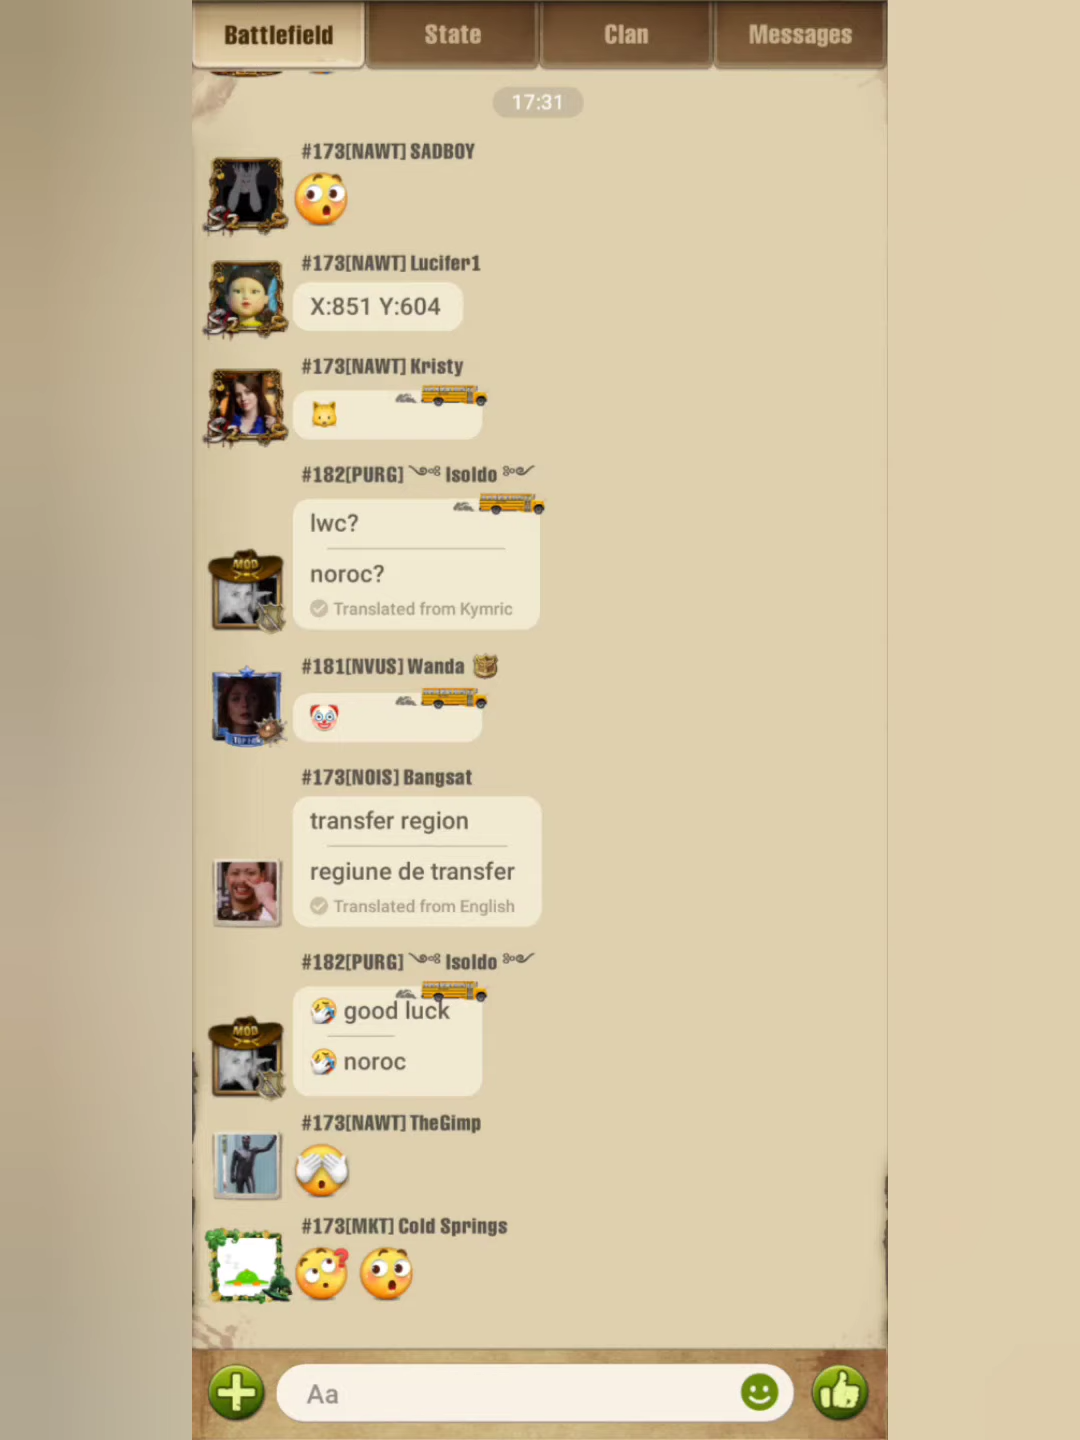 Battlefield
State
Clan
Messages
17:31
#173[NAWT] SADBOY
#173[NAWT] Lucifer1
X:851 Y:604
#173[NAWT] Kristy
#182[PURG] ༺ Isoldo ༻
MOD
lwc?
noroc?
Translated from Kymric
#181[NVUS] Wanda
#173[NOIS] Bangsat
transfer region
regiune de transfer
Translated from English
#182[PURG] ༺ Isoldo ༻
MOD
🤣 good luck
🤣 noroc
#173[NAWT] TheGimp
#173[MKT] Cold Springs
Aa